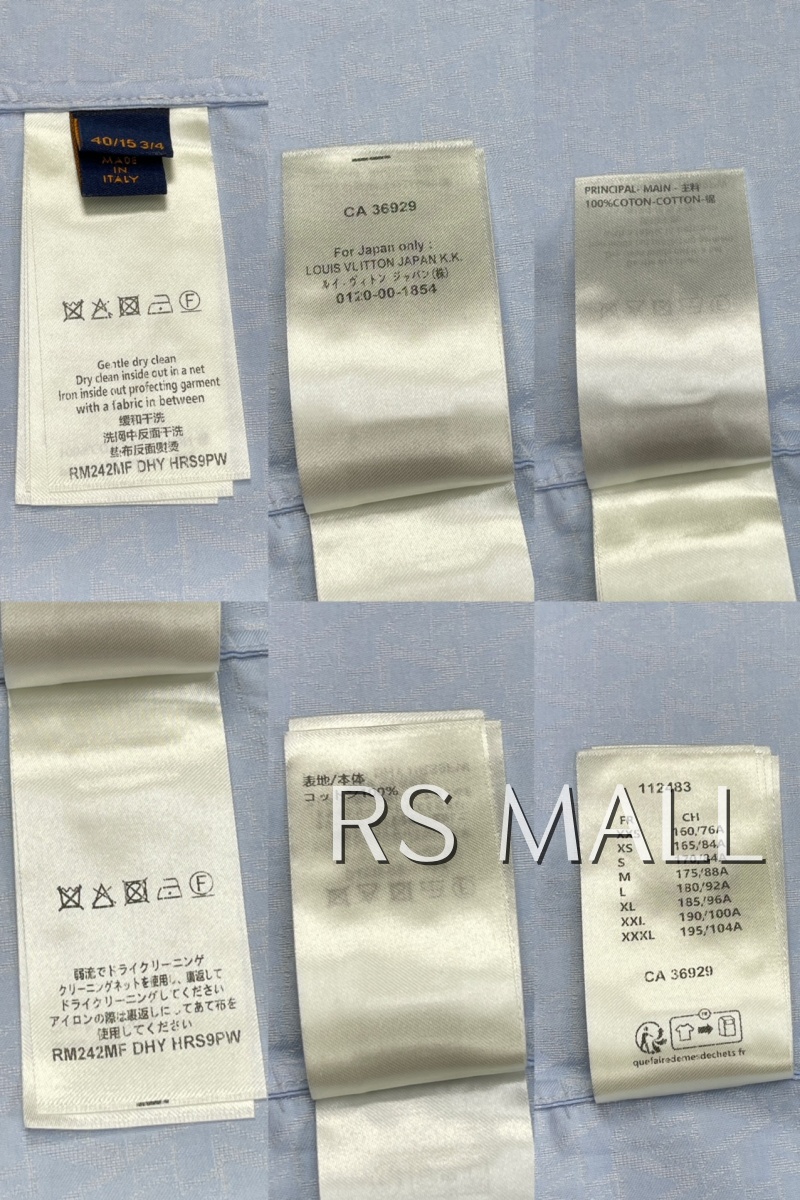 40/15 3/4
MADE
IN
ITALY
Gentle dry clean
Dry clean inside out in a net
Iron inside out profecting garment
with a fabric in between
缓和干洗
洗网中反面干洗
垫布反面熨烫
RM242MF DHY HRS9PW
CA 36929
For Japan only :
LOUIS VLITTON JAPAN K.K.
ルイ・ヴィトン ジャパン(株)
0120-00-1854
PRINCIPAL- MAIN - 主料
100%COTON-COTTON-棉
弱流でドライクリーニング
クリーニングネットを使用し、裏返して
ドライクリーニングしてください
アイロンの際は裏返しにしてあて布を
使用してください
RM242MF DHY HRS9PW
表地/本体
RS MALL
112483
FR CH
XXS 160/76A
XS 165/84A
S
M 175/88A
L 180/92A
XL 185/96A
XXL 190/100A
XXXL 195/104A
CA 36929
FR
quefairedemesdechets.fr